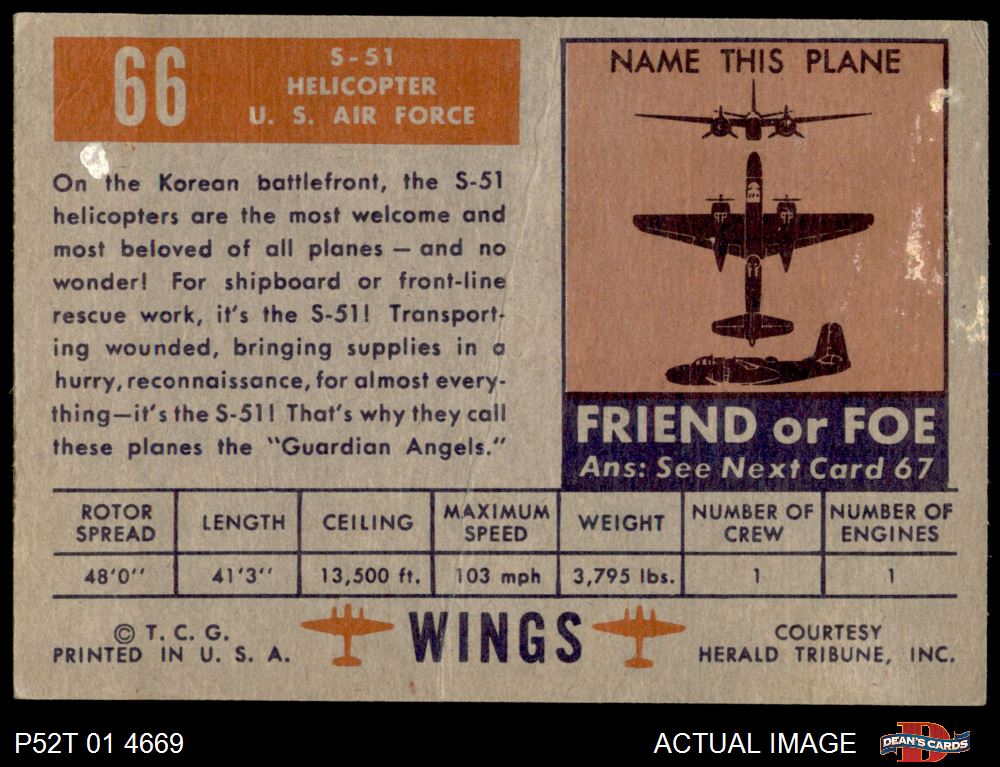 66
S-51
HELICOPTER
U. S. AIR FORCE
On the Korean battlefront, the S-51
helicopters are the most welcome and
most beloved of all planes — and no
wonder! For shipboard or front-line
rescue work, it's the S-51! Transport-
ing wounded, bringing supplies in a
hurry, reconnaissance, for almost every-
thing—it's the S-51! That's why they call
these planes the "Guardian Angels."
NAME THIS PLANE
FRIEND or FOE
Ans: See Next Card 67
ROTOR SPREAD LENGTH CEILING MAXIMUM SPEED WEIGHT NUMBER OF CREW NUMBER OF ENGINES
48'0'' 41'3'' 13,500 ft. 103 mph 3,795 lbs. 1 1
© T. C. G.
PRINTED IN U. S. A.
WINGS
COURTESY
HERALD TRIBUNE, INC.
P52T 01 4669
ACTUAL IMAGE
DEAN'S CARDS